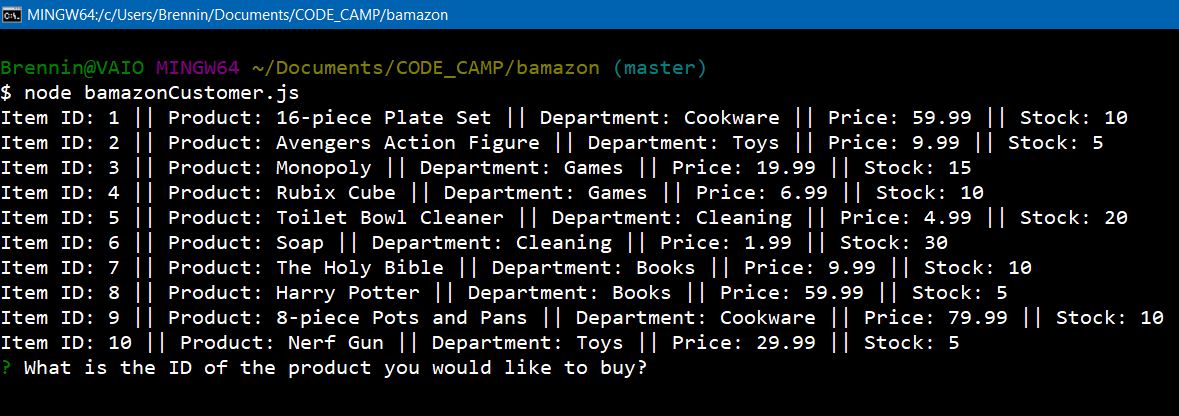 MINGW64:/c/Users/Brennin/Documents/CODE_CAMP/bamazon
Brennin@VAIO MINGW64 ~/Documents/CODE_CAMP/bamazon (master)
$ node bamazonCustomer.js
Item ID: 1 || Product: 16-piece Plate Set || Department: Cookware || Price: 59.99 || Stock: 10
Item ID: 2 || Product: Avengers Action Figure || Department: Toys || Price: 9.99 || Stock: 5
Item ID: 3 || Product: Monopoly || Department: Games || Price: 19.99 || Stock: 15
Item ID: 4 || Product: Rubix Cube || Department: Games || Price: 6.99 || Stock: 10
Item ID: 5 || Product: Toilet Bowl Cleaner || Department: Cleaning || Price: 4.99 || Stock: 20
Item ID: 6 || Product: Soap || Department: Cleaning || Price: 1.99 || Stock: 30
Item ID: 7 || Product: The Holy Bible || Department: Books || Price: 9.99 || Stock: 10
Item ID: 8 || Product: Harry Potter || Department: Books || Price: 59.99 || Stock: 5
Item ID: 9 || Product: 8-piece Pots and Pans || Department: Cookware || Price: 79.99 || Stock: 10
Item ID: 10 || Product: Nerf Gun || Department: Toys || Price: 29.99 || Stock: 5
? What is the ID of the product you would like to buy?